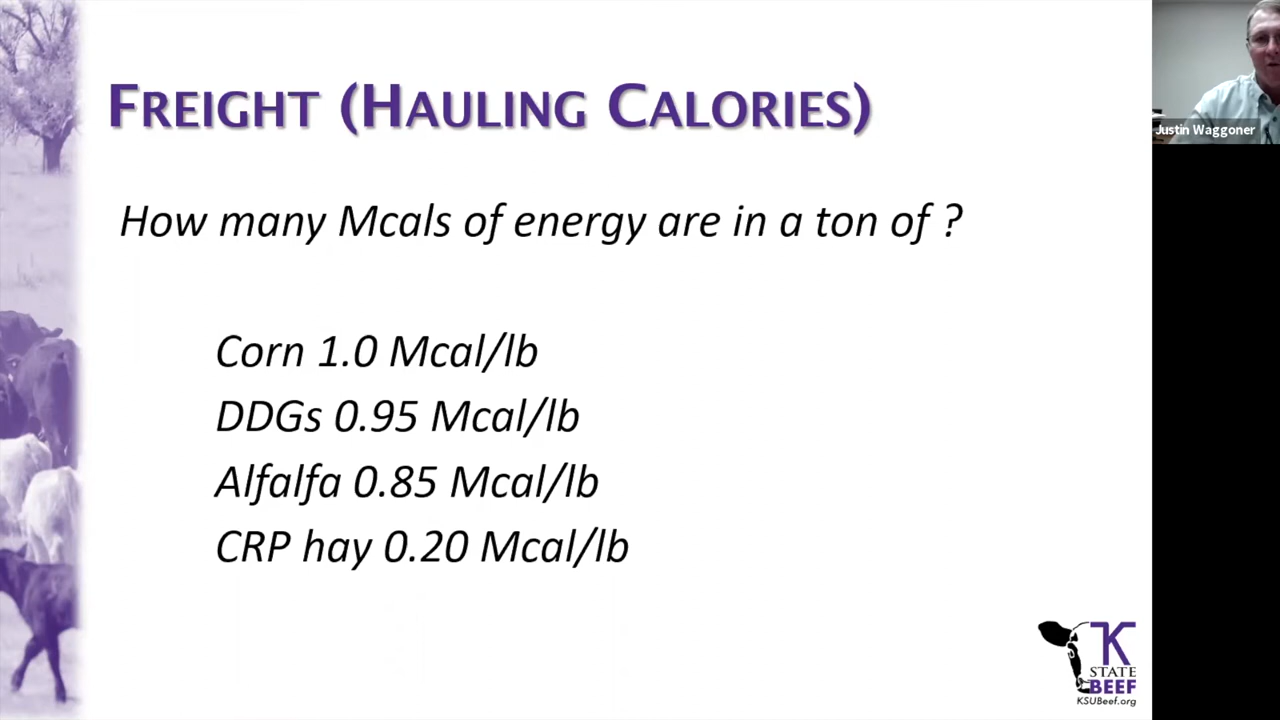 FREIGHT (HAULING CALORIES)
Justin Waggoner
How many Mcals of energy are in a ton of ?
Corn 1.0 Mcal/lb
DDGs 0.95 Mcal/lb
Alfalfa 0.85 Mcal/lb
CRP hay 0.20 Mcal/lb
K
STATE
BEEF
KSUBeef.org